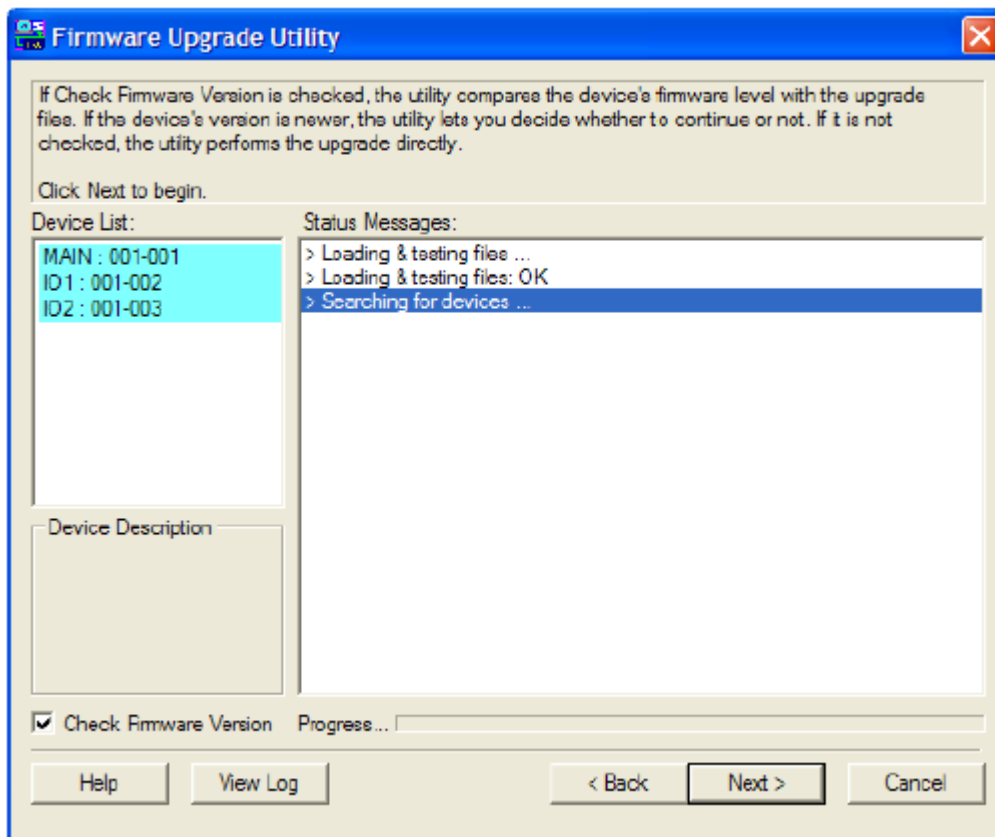 Firmware Upgrade Utility
If Check Firmware Version is checked, the utility compares the device's firmware level with the upgrade
files. If the device's version is newer, the utility lets you decide whether to continue or not. If it is not
checked, the utility performs the upgrade directly.
Click Next to begin.
Device List:
Status Messages:
MAIN : 001-001
IO1 : 001-002
IO2 : 001-003
> Loading & testing files ...
> Loading & testing files: OK
> Searching for devices ...
Device Description
Check Firmware Version
Progress...
Help
View Log
< Back
Next >
Cancel